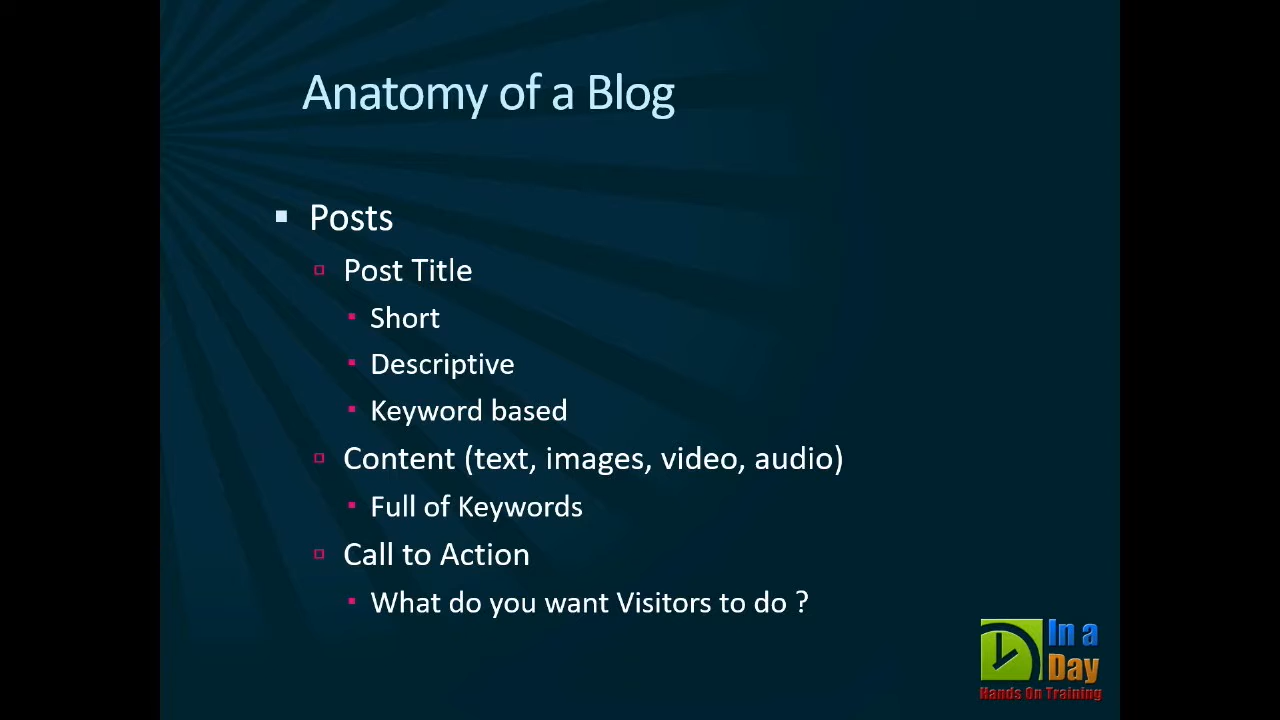 Anatomy of a Blog
Posts
Post Title
Short
Descriptive
Keyword based
Content (text, images, video, audio)
Full of Keywords
Call to Action
What do you want Visitors to do ?
In a
Day
Hands On Training